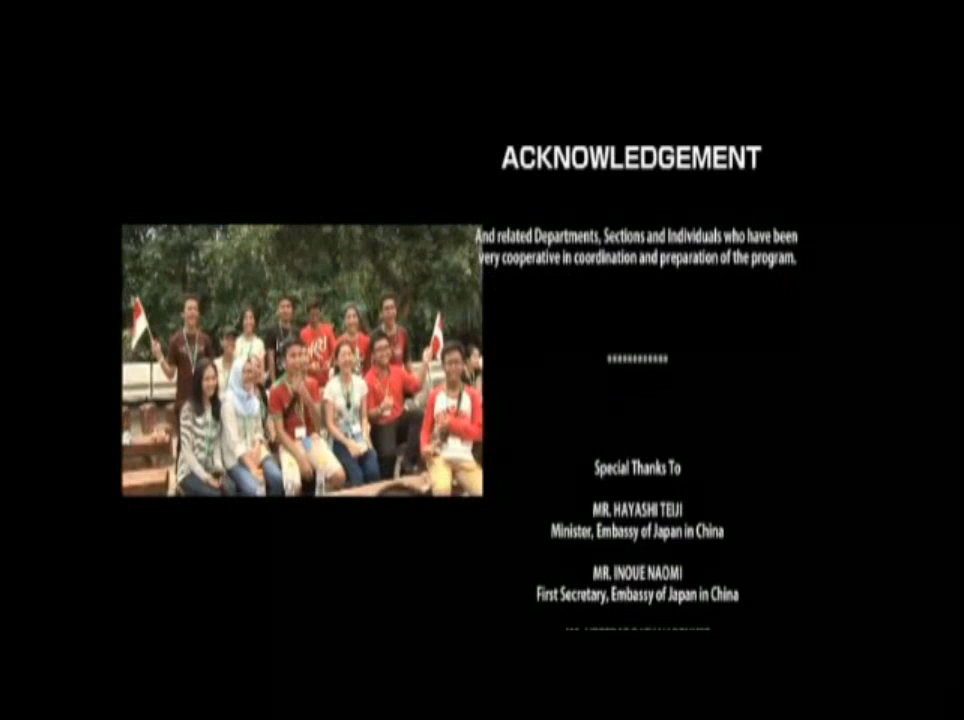 ACKNOWLEDGEMENT
And related Departments, Sections and Individuals who have been
very cooperative in coordination and preparation of the program.
************
Special Thanks To
MR. HAYASHI TEIJI
Minister, Embassy of Japan in China
MR. INOUE NAOMI
First Secretary, Embassy of Japan in China